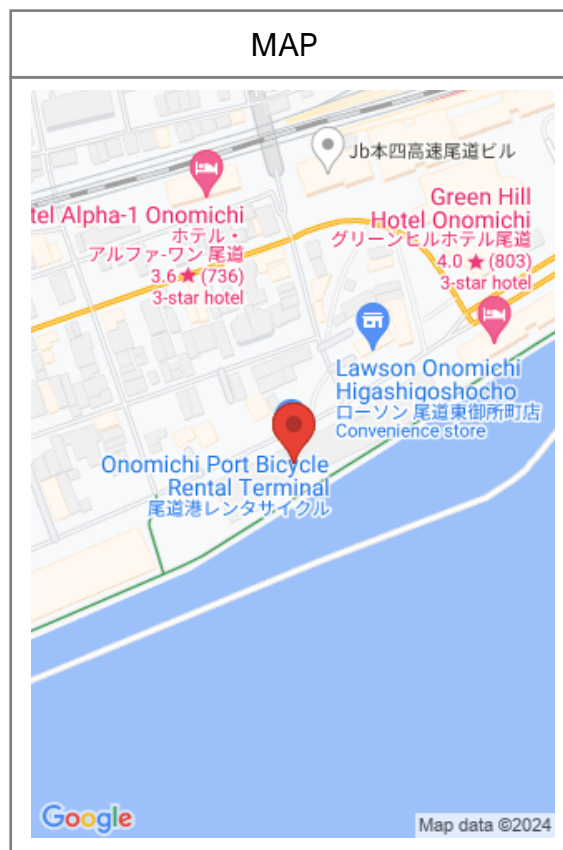 MAP
Jb本四高速尾道ビル
tel Alpha-1 Onomichi
ホテル・
アルファ-ワン 尾道
3.6★(736)
3-star hotel
Green Hill
Hotel Onomichi
グリーンヒルホテル尾道
4.0 ★ (803)
3-star hotel
Lawson Onomichi
Higashigoshocho
ローソン 尾道東御所町店
Convenience store
Onomichi Port Bicycle
Rental Terminal
尾道港レンタサイクル
Google
Map data ©2024